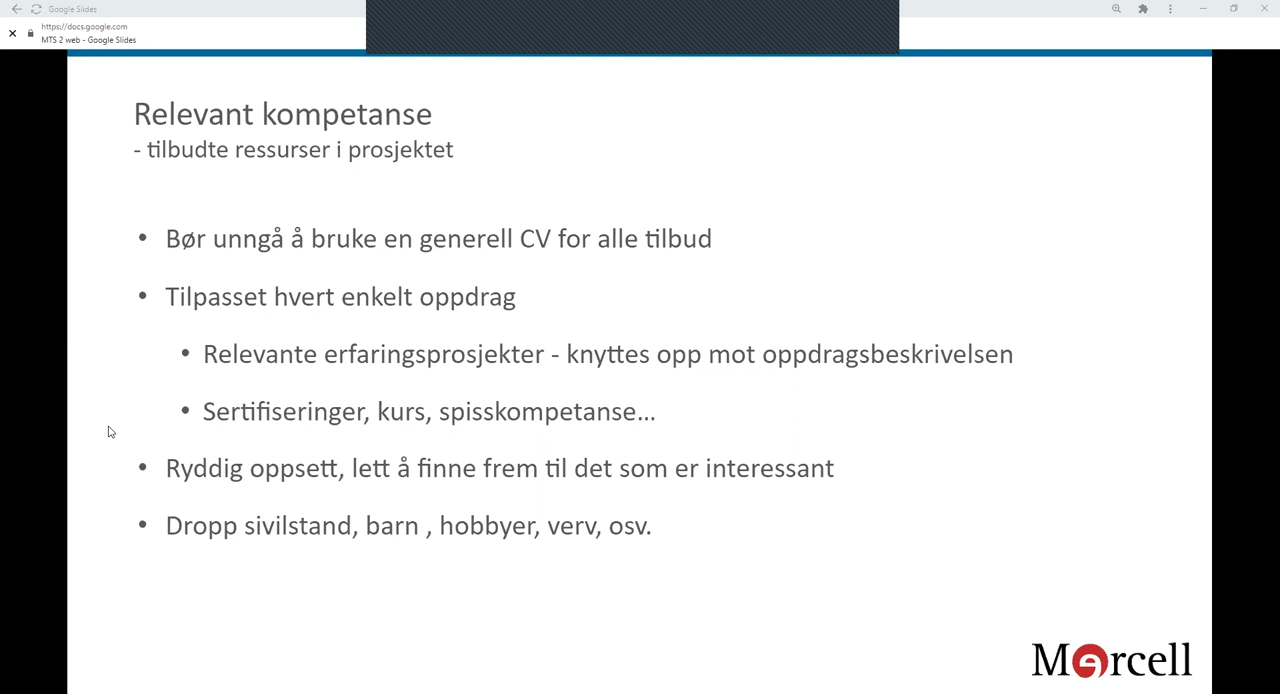 Google Slides
https://docs.google.com
MTS 2 web - Google Slides
Relevant kompetanse
- tilbudte ressurser i prosjektet
• Bør unngå å bruke en generell CV for alle tilbud
• Tilpasset hvert enkelt oppdrag
• Relevante erfaringsprosjekter - knyttes opp mot oppdragsbeskrivelsen
• Sertifiseringer, kurs, spisskompetanse...
• Ryddig oppsett, lett å finne frem til det som er interessant
• Dropp sivilstand, barn , hobbyer, verv, osv.
Mercell